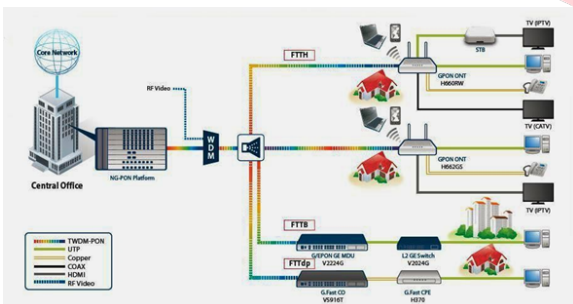 Core Network
Central Office
NG-PON Platform
RF Video
WDM
FTTH
GPON ONT
H660RW
STB
TV (IPTV)
TV (CATV)
GPON ONT
H662GS
TV (IPTV)
FTTB
G/EPON GE MDU
V2224G
L2 GE Switch
V2624G
FTTdp
G.Fast CO
V5916T
G.Fast CPE
H370
TWDM-PON
UTP
Copper
COAX
HDMI
RF Video